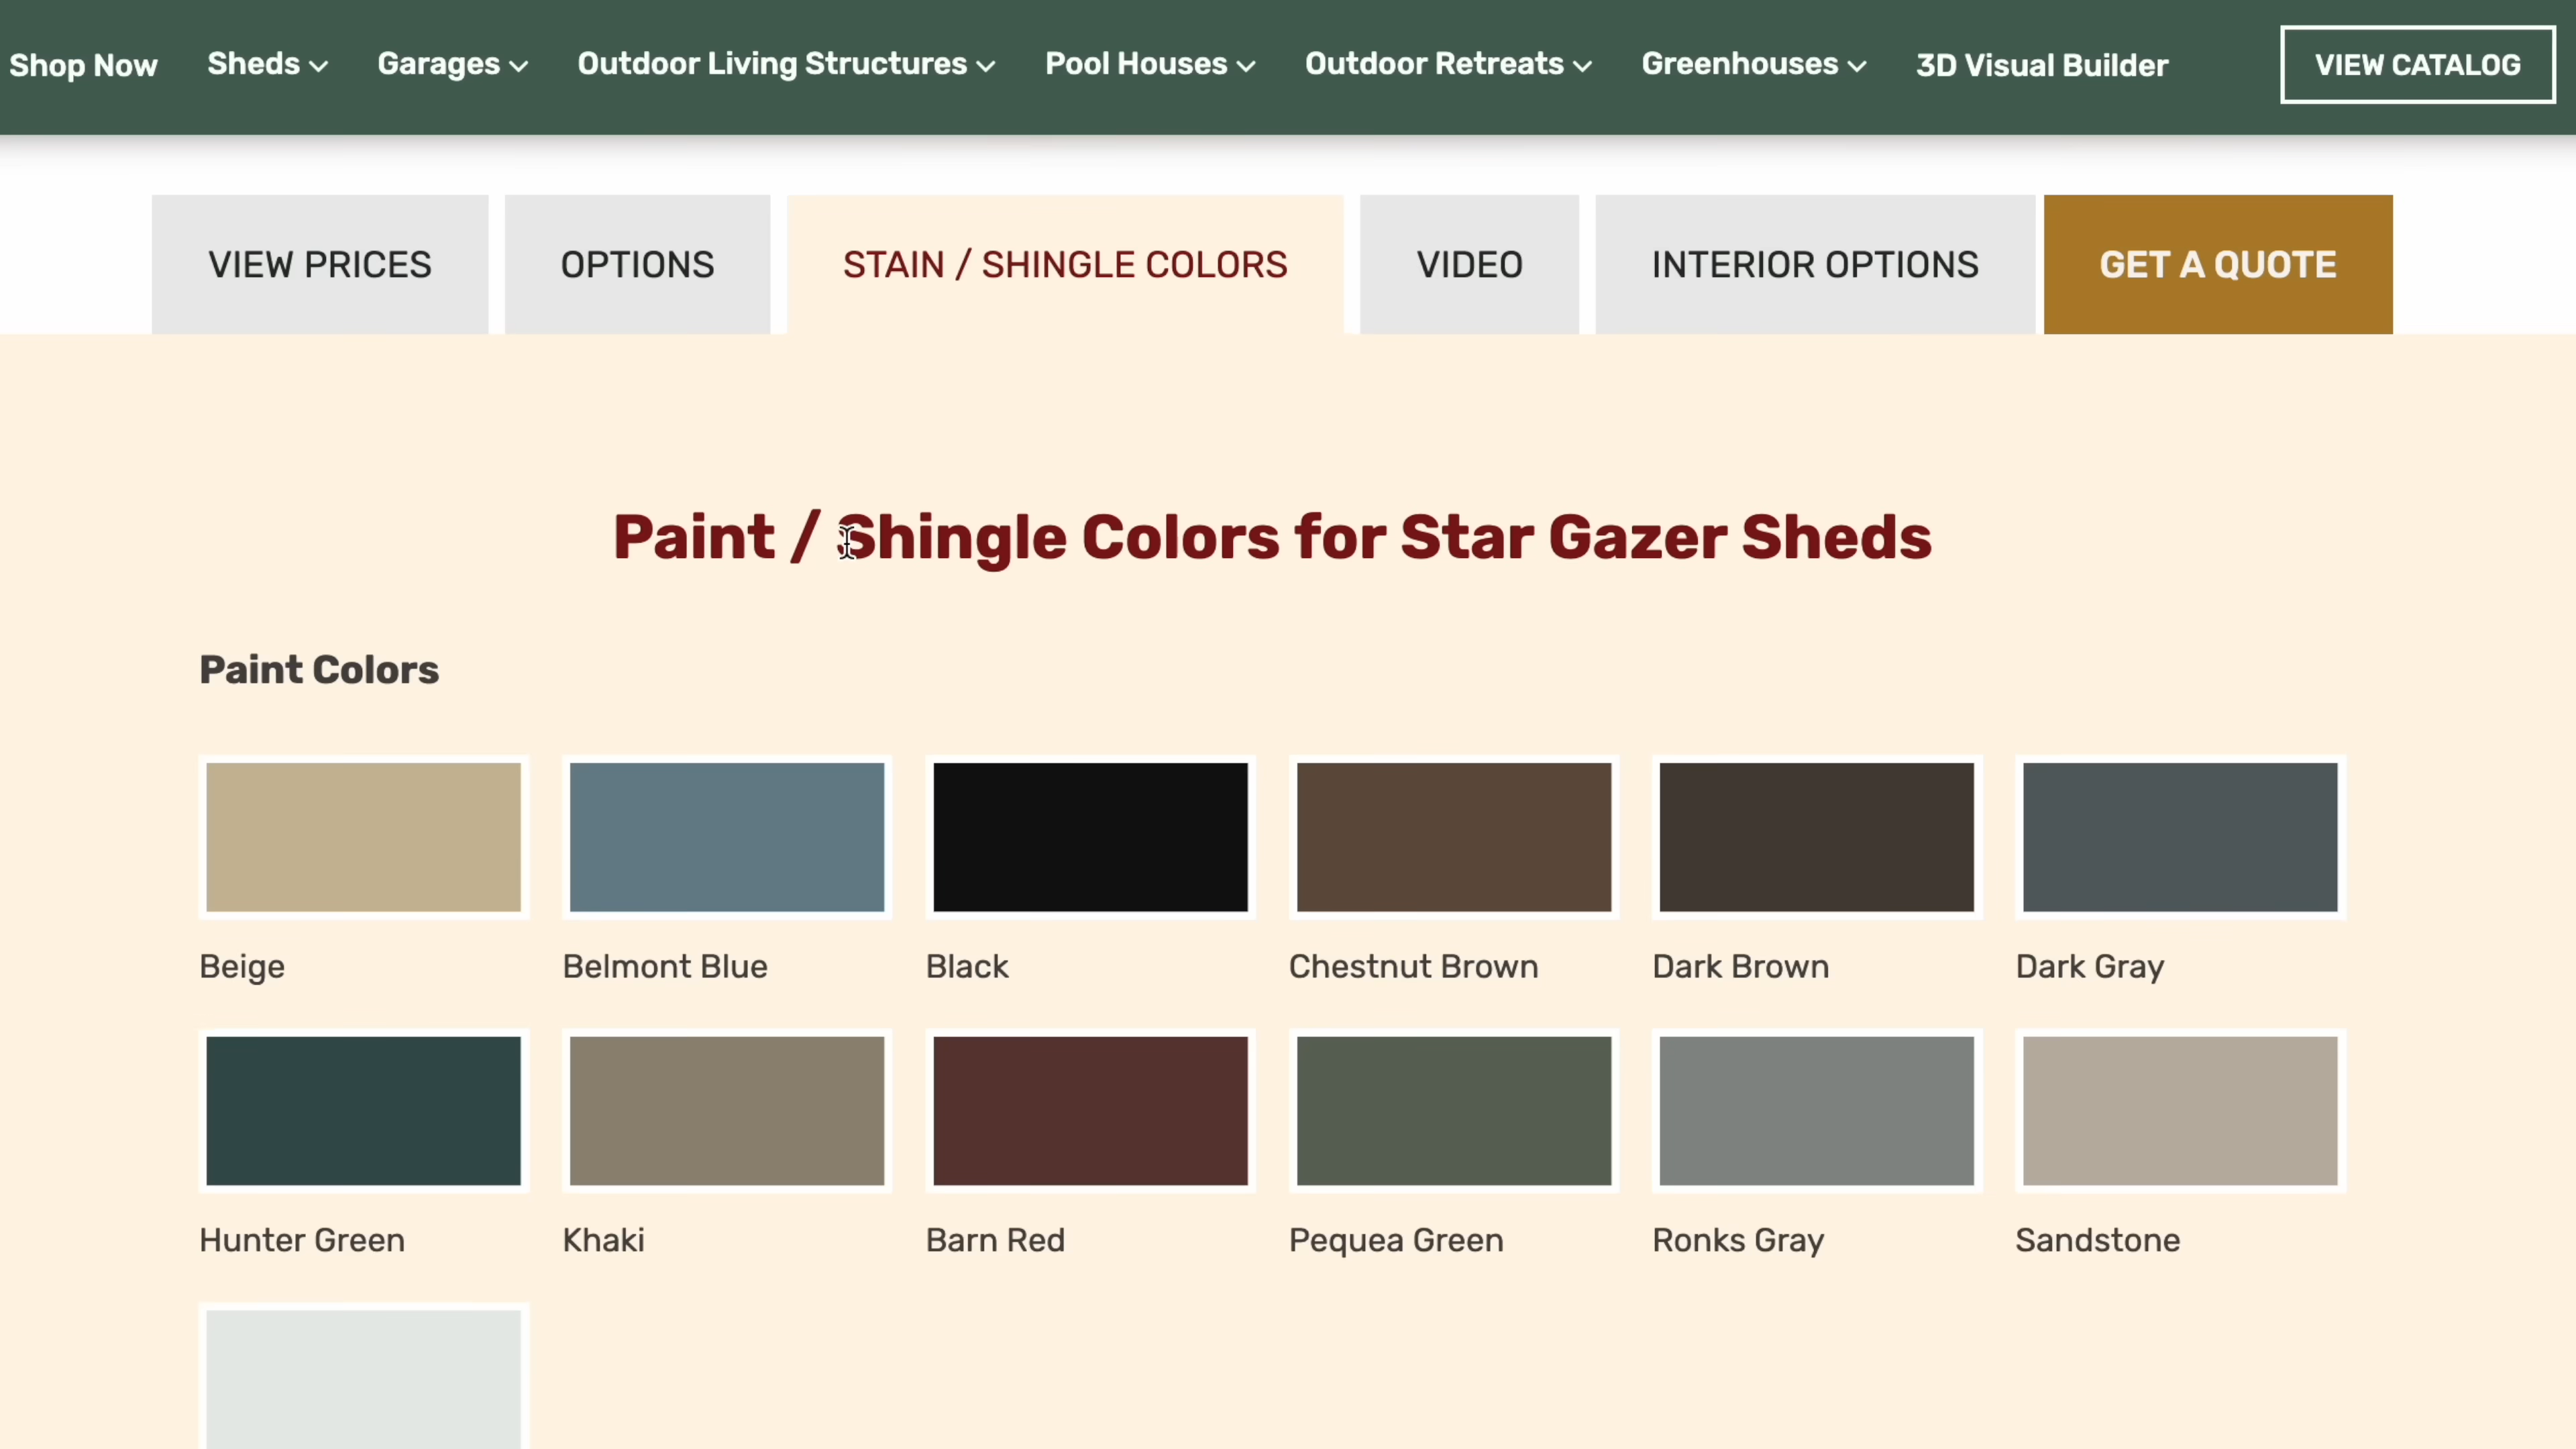 Shop Now Sheds Garages Outdoor Living Structures Pool Houses Outdoor Retreats Greenhouses 3D Visual Builder VIEW CATALOG
VIEW PRICES OPTIONS STAIN / SHINGLE COLORS VIDEO INTERIOR OPTIONS GET A QUOTE
Paint / Shingle Colors for Star Gazer Sheds
Paint Colors
Beige Belmont Blue Black Chestnut Brown Dark Brown Dark Gray
Hunter Green Khaki Barn Red Pequea Green Ronks Gray Sandstone